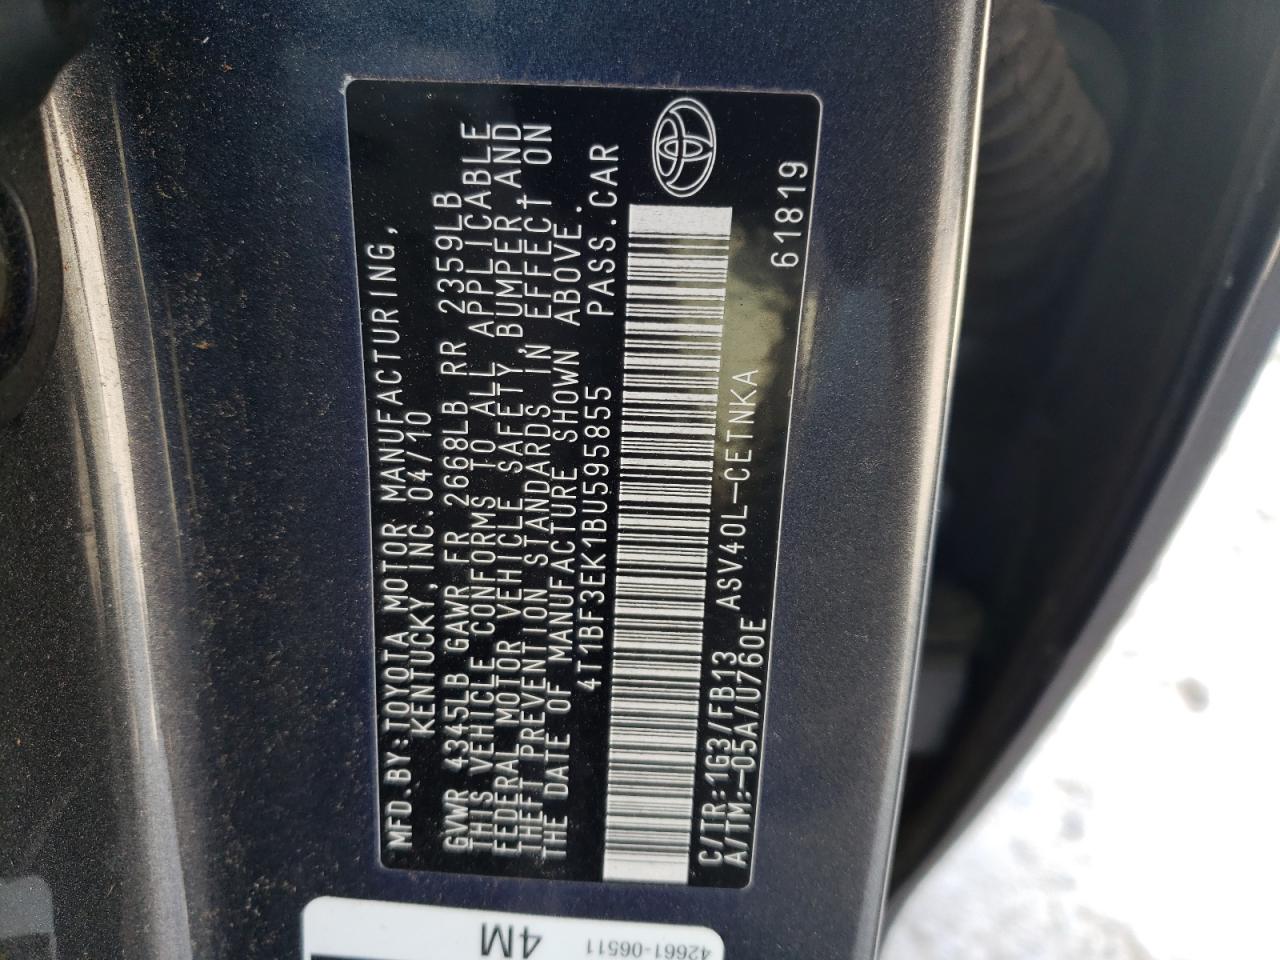 MFD.BY:TOYOTA MOTOR MANUFACTURING,
KENTUCKY,INC.04/10
GVWR 4345LB GAWR FR 2668LB RR 2359LB
THIS VEHICLE CONFORMS TO ALL APPLICABLE
FEDERAL MOTOR VEHICLE SAFETY,BUMPER,AND
THEFT PREVENTION STANDARDS IN EFFECT ON
THE DATE OF MANUFACTURE SHOWN ABOVE.
4T1BF3EK1BU595855 PASS.CAR
C/TR:1G3/FB13 ASV40L-CETNKA
A/TM:-05A/U760E 61819
4M
42661-06511